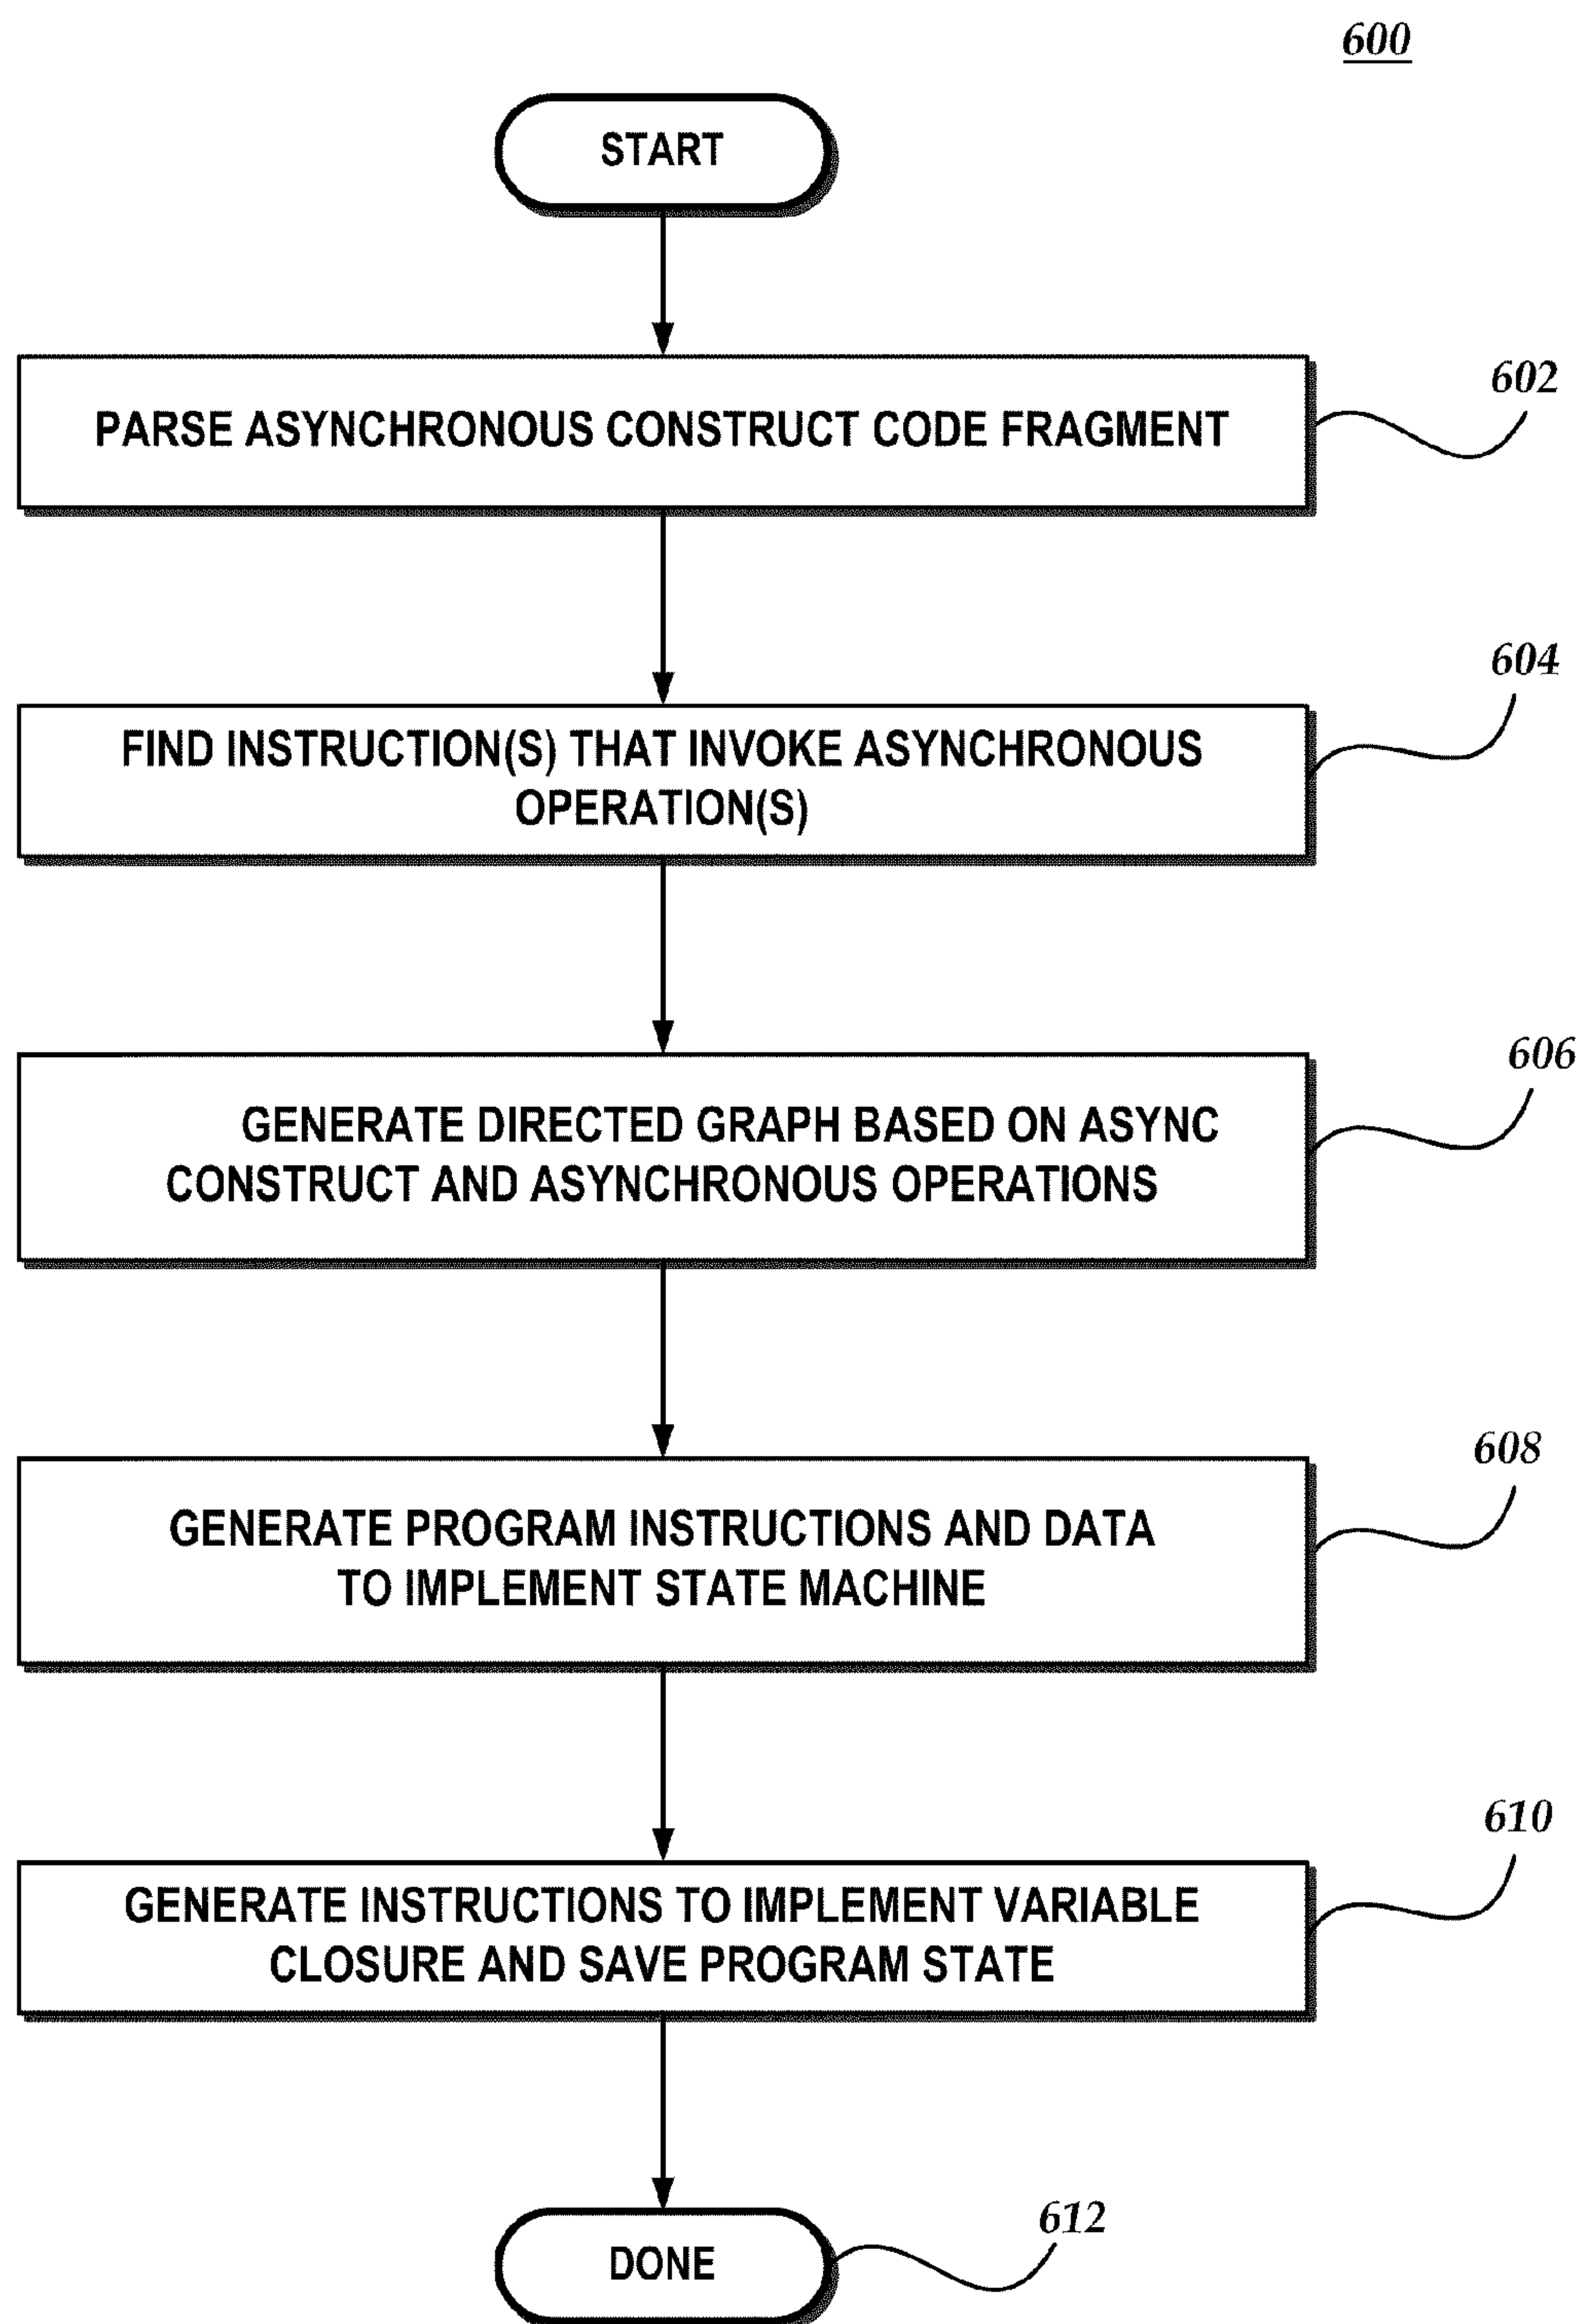 600
START
PARSE ASYNCHRONOUS CONSTRUCT CODE FRAGMENT
602
FIND INSTRUCTION(S) THAT INVOKE ASYNCHRONOUS
OPERATION(S)
604
GENERATE DIRECTED GRAPH BASED ON ASYNC
CONSTRUCT AND ASYNCHRONOUS OPERATIONS
606
GENERATE PROGRAM INSTRUCTIONS AND DATA
TO IMPLEMENT STATE MACHINE
608
GENERATE INSTRUCTIONS TO IMPLEMENT VARIABLE
CLOSURE AND SAVE PROGRAM STATE
610
DONE
612